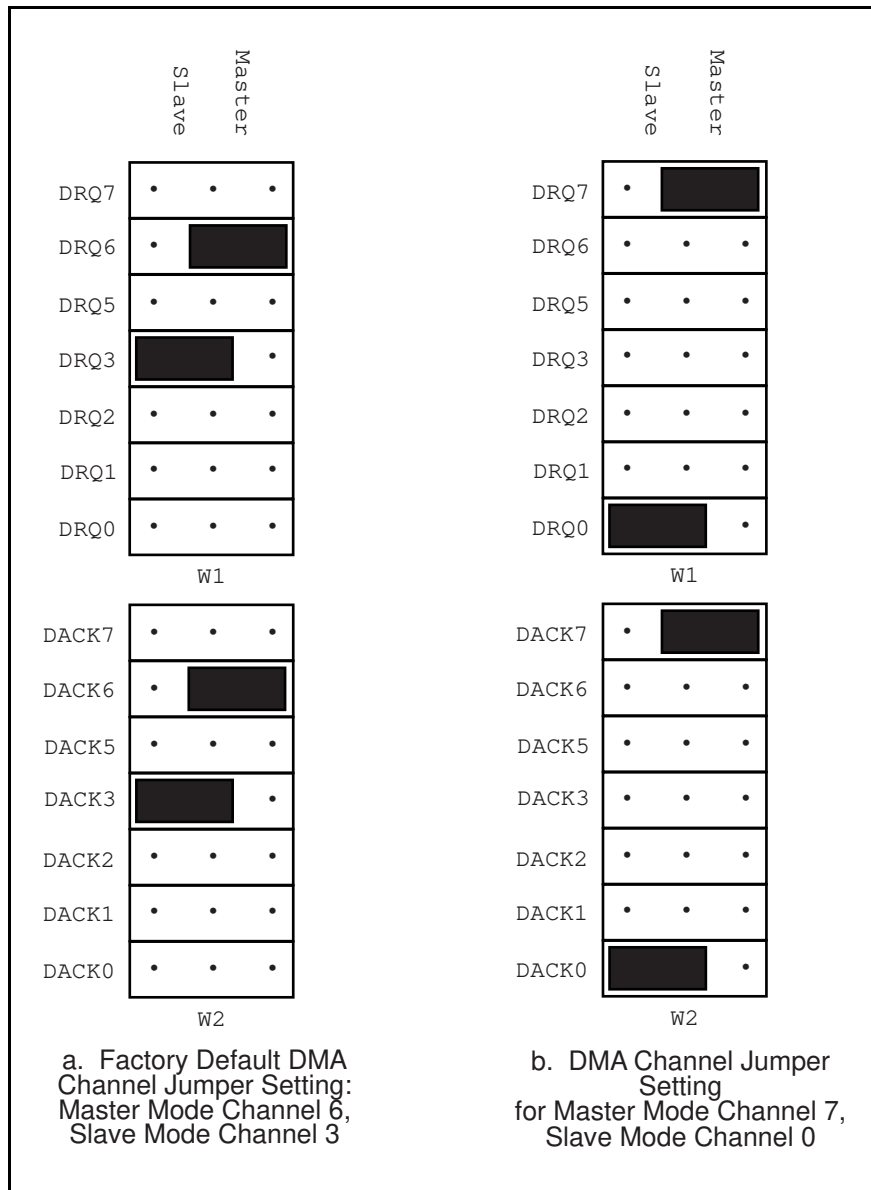 Slave Master
DRQ7
DRQ6
DRQ5
DRQ3
DRQ2
DRQ1
DRQ0
W1
DACK7
DACK6
DACK5
DACK3
DACK2
DACK1
DACK0
W2
a. Factory Default DMA
Channel Jumper Setting:
Master Mode Channel 6,
Slave Mode Channel 3
Slave Master
DRQ7
DRQ6
DRQ5
DRQ3
DRQ2
DRQ1
DRQ0
W1
DACK7
DACK6
DACK5
DACK3
DACK2
DACK1
DACK0
W2
b. DMA Channel Jumper
Setting
for Master Mode Channel 7,
Slave Mode Channel 0